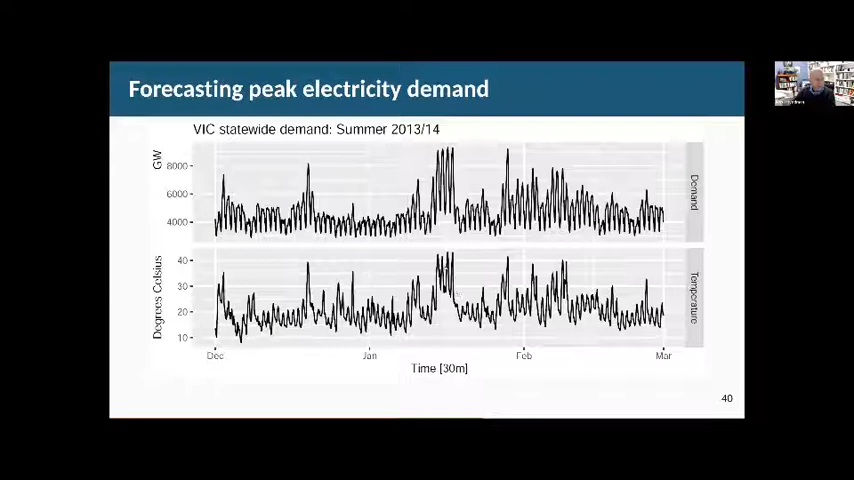 Forecasting peak electricity demand
VIC statewide demand: Summer 2013/14
GW
8000
6000
4000
Demand
Degrees Celsius
40
30
20
10
Temperature
Dec
Jan
Feb
Mar
Time [30m]
40